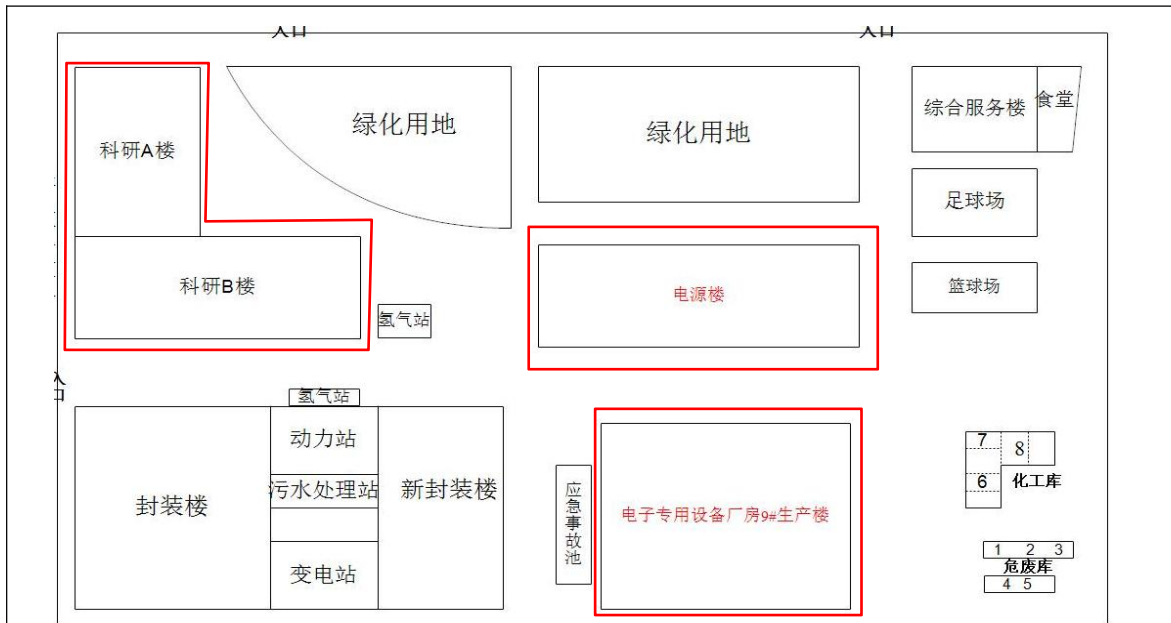 入口
入口
科研A楼
绿化用地
绿化用地
综合服务楼
食堂
足球场
科研B楼
氢气站
电源楼
篮球场
入口
氢气站
封装楼
动力站
污水处理站
变电站
新封装楼
应急事故池
电子专用设备厂房9#生产楼
7
8
6
化工库
1 2 3
危废库
4 5